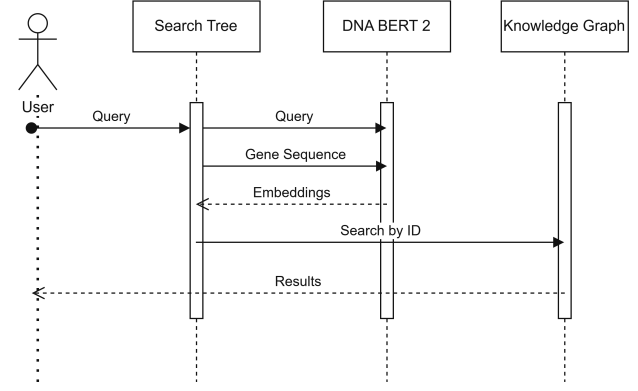 Search Tree
DNA BERT 2
Knowledge Graph
User
Query
Query
Gene Sequence
Embeddings
Search by ID
Results